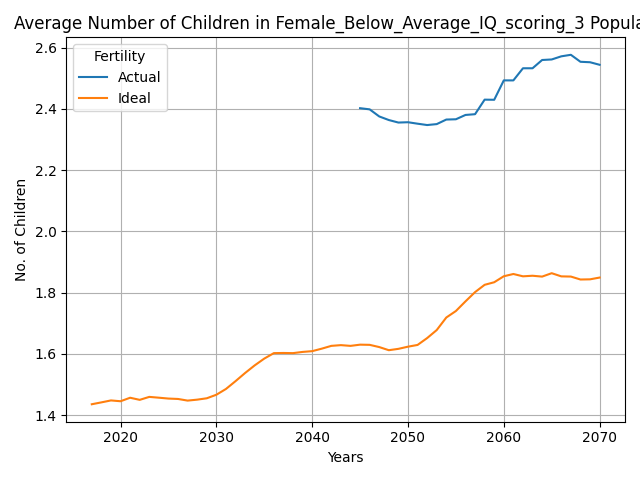 Average Number of Children in Female_Below_Average_IQ_scoring_3 Popula
Fertility
Actual
Ideal
No. of Children
2.6
2.4
2.2
2.0
1.8
1.6
1.4
2020 2030 2040 2050 2060 2070
Years